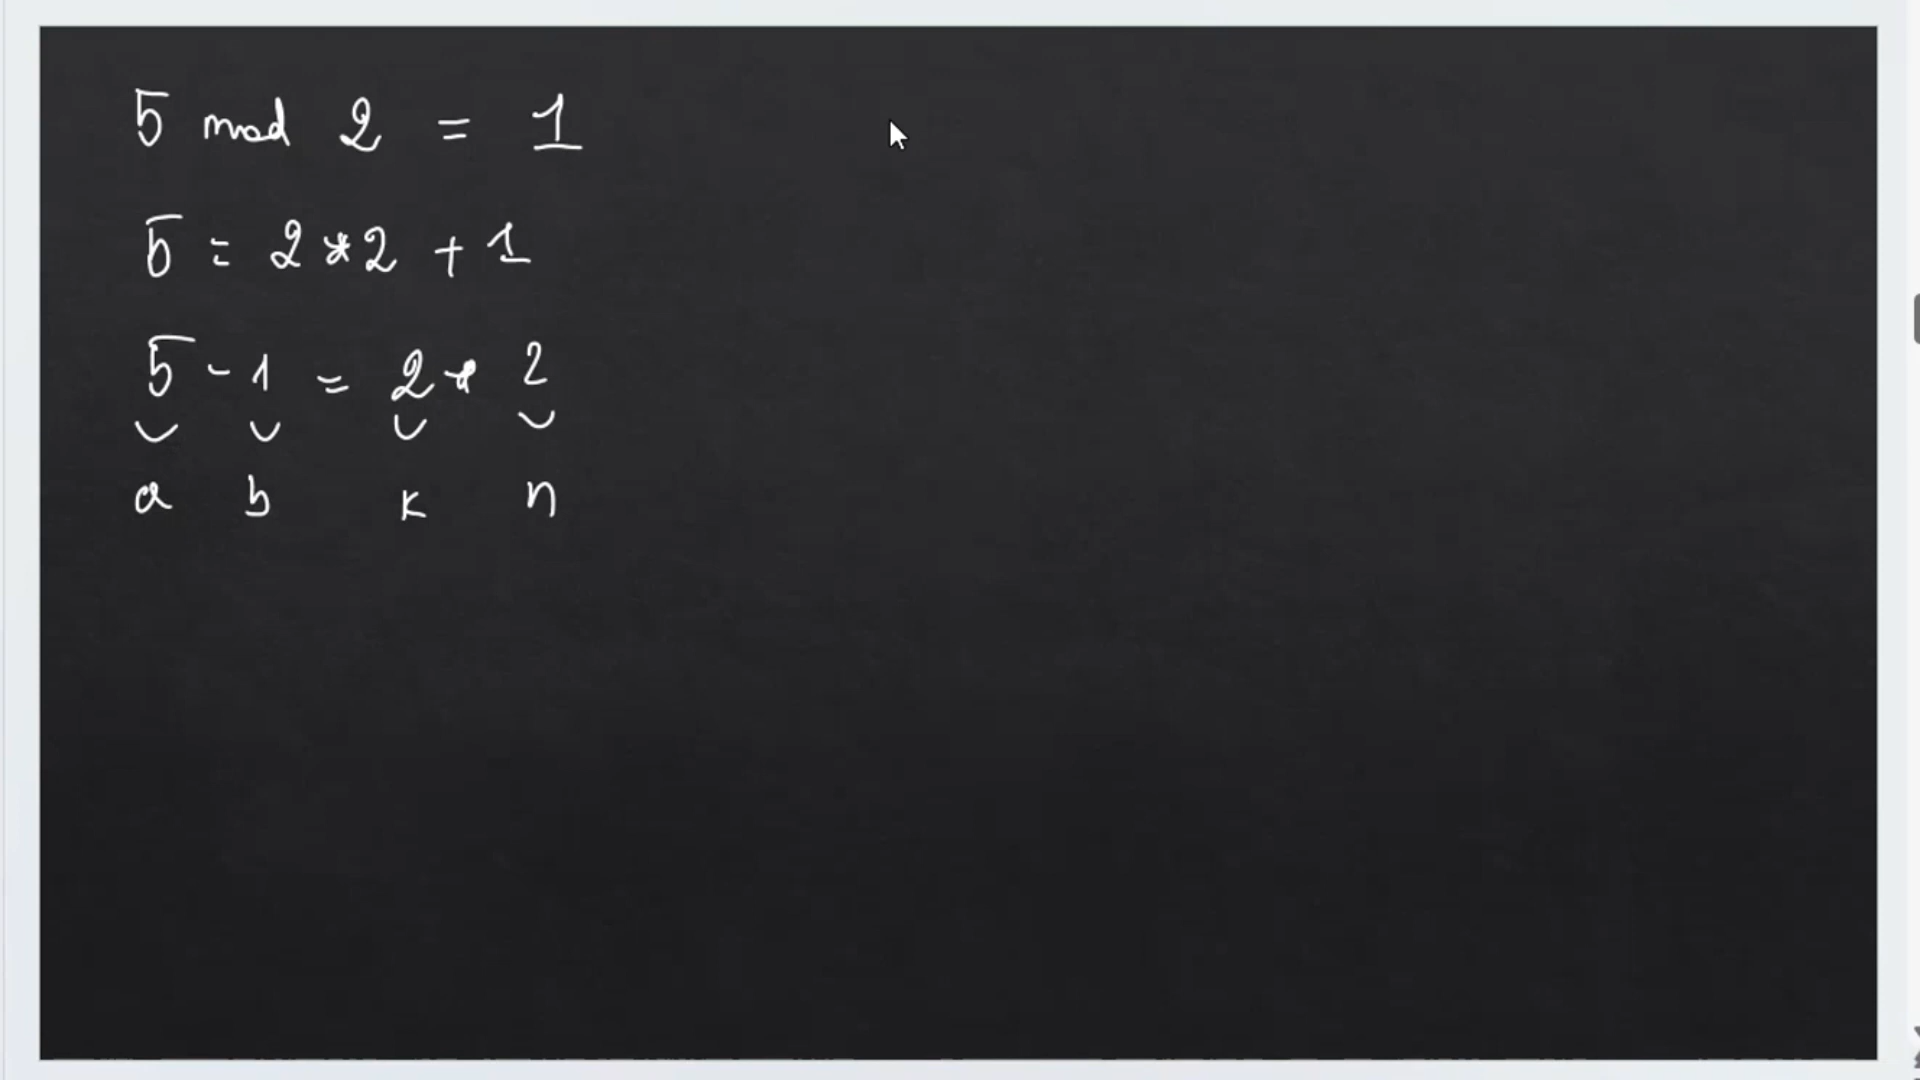 5 mod 2 = 1
5 = 2 * 2 + 1
5 - 1 = 2 * 2
a b k n